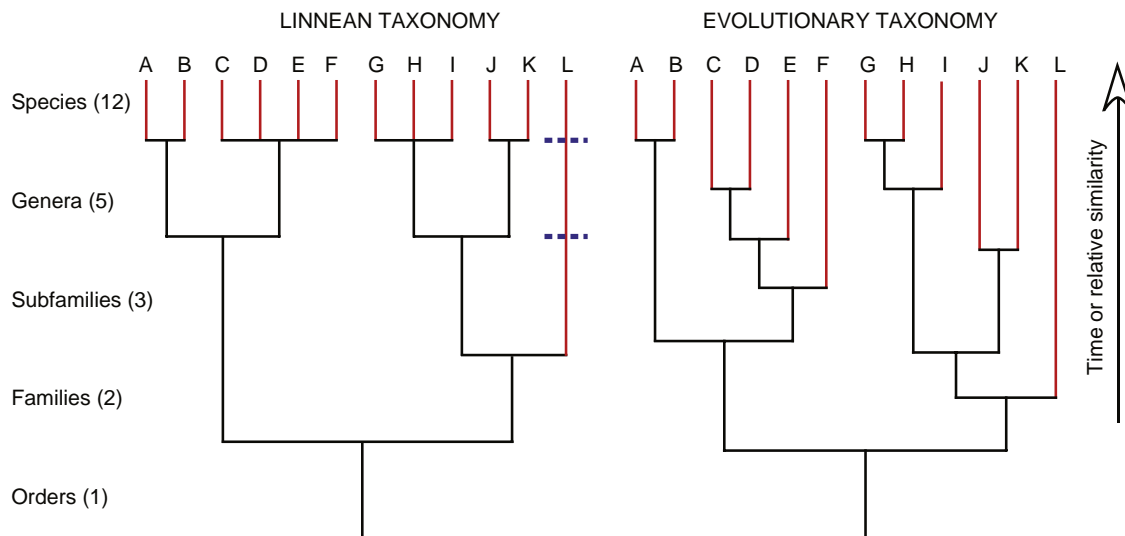 LINNEAN TAXONOMY
EVOLUTIONARY TAXONOMY
A B C D E F G H I J K L
A B C D E F G H I J K L
Species (12)
Genera (5)
Subfamilies (3)
Families (2)
Orders (1)
Time or relative similarity